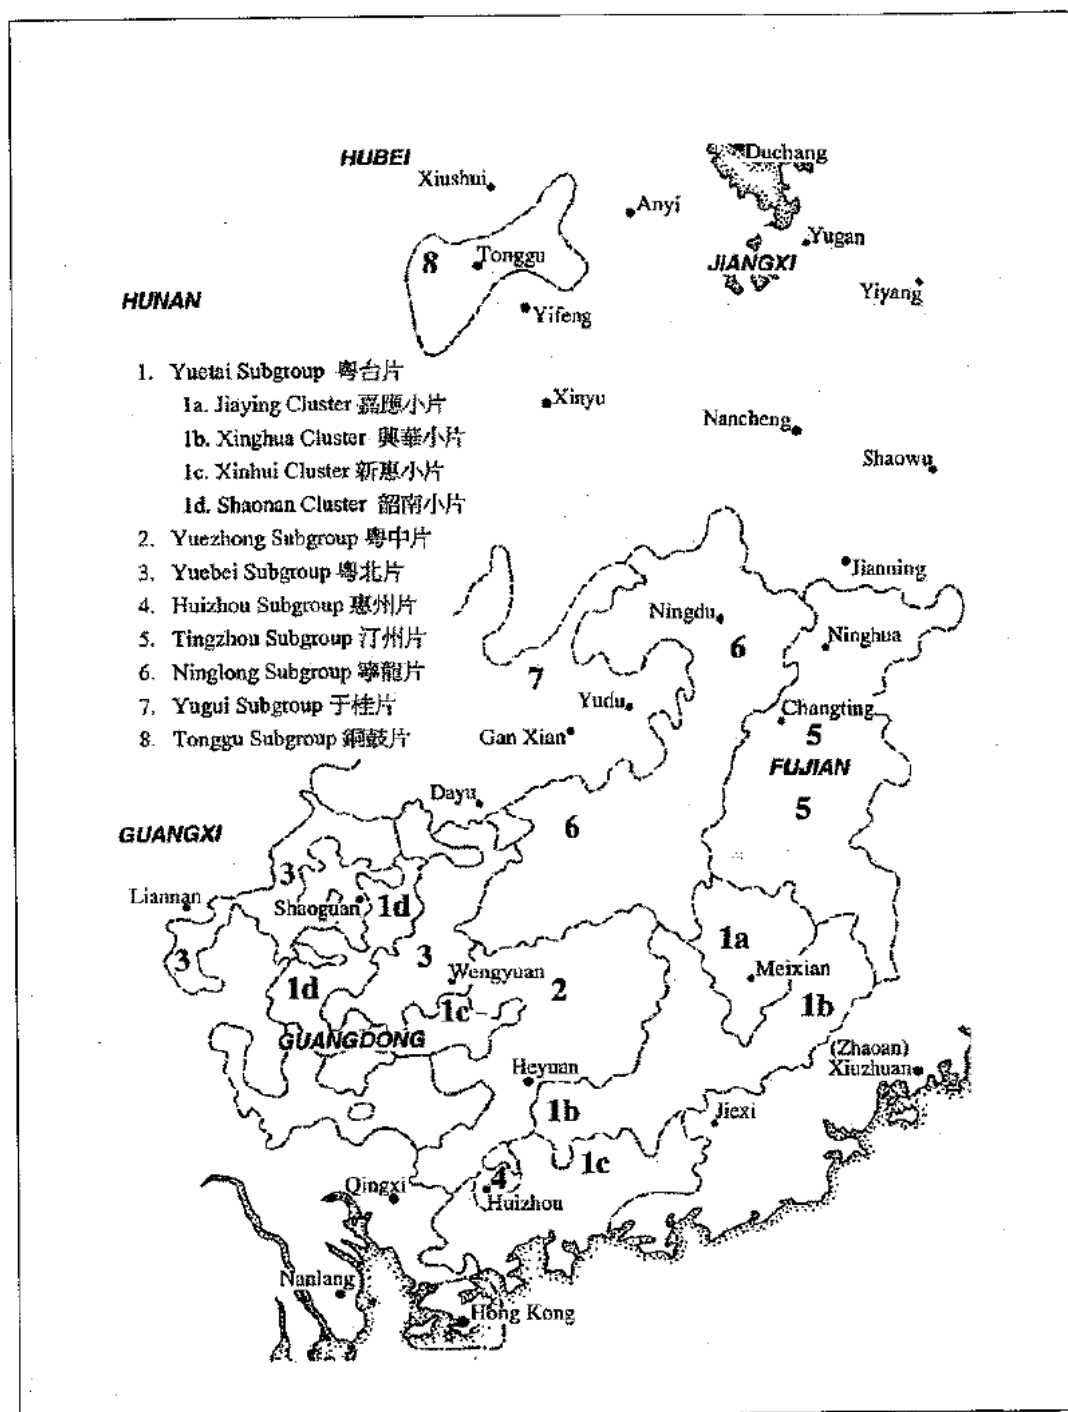 HUBEI
Duchang
Xiushui
Anyi
Yugan
8
Tonggu
JIANGXI
Yiyang
HUNAN
Yifeng
1. Yuetai Subgroup 粵台片
1a. Jiaying Cluster 嘉應小片
Xinyu
1b. Xinghua Cluster 興華小片
Nancheng
1c. Xinhui Cluster 新惠小片
Shaowu
1d. Shaonan Cluster 韶南小片
2. Yuezhong Subgroup 粵中片
3. Yuebei Subgroup 粵北片
Jianning
4. Huizhou Subgroup 惠州片
Ningdu
5. Tingzhou Subgroup 汀州片
Ninghua
6
6. Ninglong Subgroup 寧龍片
7
7. Yugui Subgroup 于桂片
Yudu
Changting
8. Tonggu Subgroup 銅鼓片
Gan Xian
5
FUJIAN
Dayu
5
GUANGXI
6
3
Liannan
Shaoguan
1d
1a
3
3
Wengyuan
Meixian
1d
2
1b
1c
GUANGDONG
(Zhaoan)
Xiuzhuan
Heyuan
1b
Jiexi
1c
4
Qingxi
Huizhou
Nanlang
Hong Kong